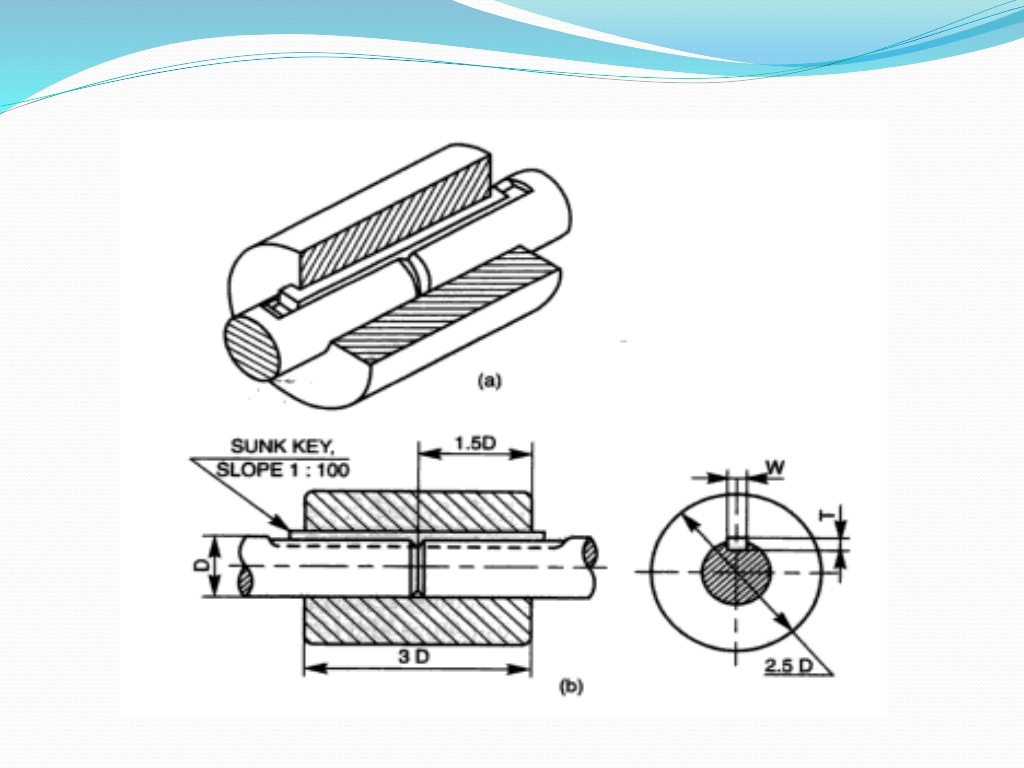 (a)
SUNK KEY,
SLOPE 1 : 100
1.5D
W
T
D
3 D
2.5 D
(b)